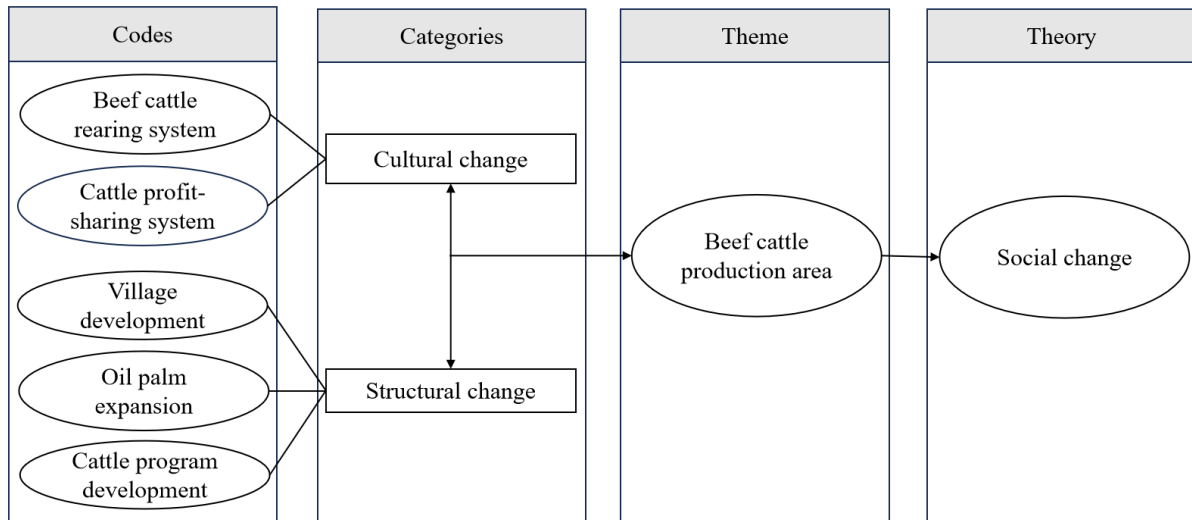 Codes
Categories
Theme
Theory
Beef cattle
rearing system
Cattle profit-
sharing system
Village
development
Oil palm
expansion
Cattle program
development
Cultural change
Structural change
Beef cattle
production area
Social change